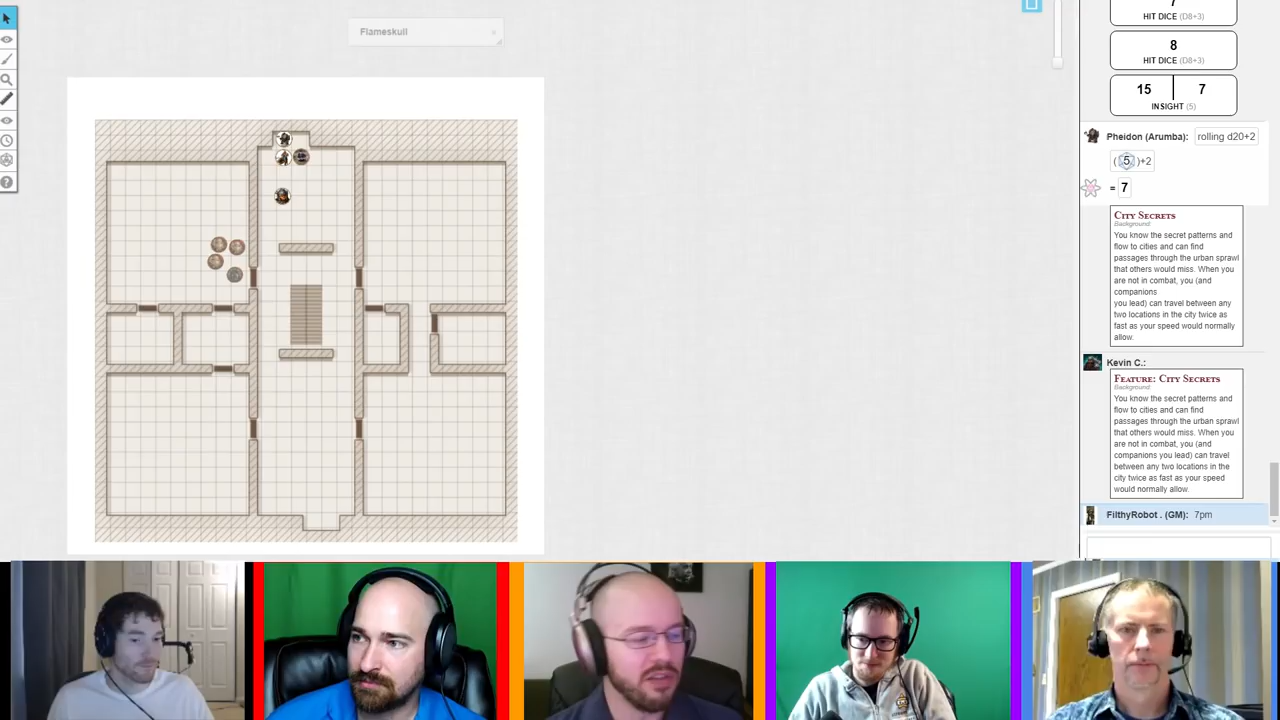 Flameskull ×
7
HIT DICE (D8+3)
8
HIT DICE (D8+3)
15 7
INSIGHT (5)
Pheidon (Arumba): rolling d20+2
(5)+2
= 7
CITY SECRETS
Background:
You know the secret patterns and
flow to cities and can find
passages through the urban sprawl
that others would miss. When you
are not in combat, you (and
companions
you lead) can travel between any
two locations in the city twice as
fast as your speed would normally
allow.
Kevin C.:
FEATURE: CITY SECRETS
Background:
You know the secret patterns and
flow to cities and can find
passages through the urban sprawl
that others would miss. When you
are not in combat, you (and
companions you lead) can travel
between any two locations in the
city twice as fast as your speed
would normally allow.
FilthyRobot . (GM): 7pm